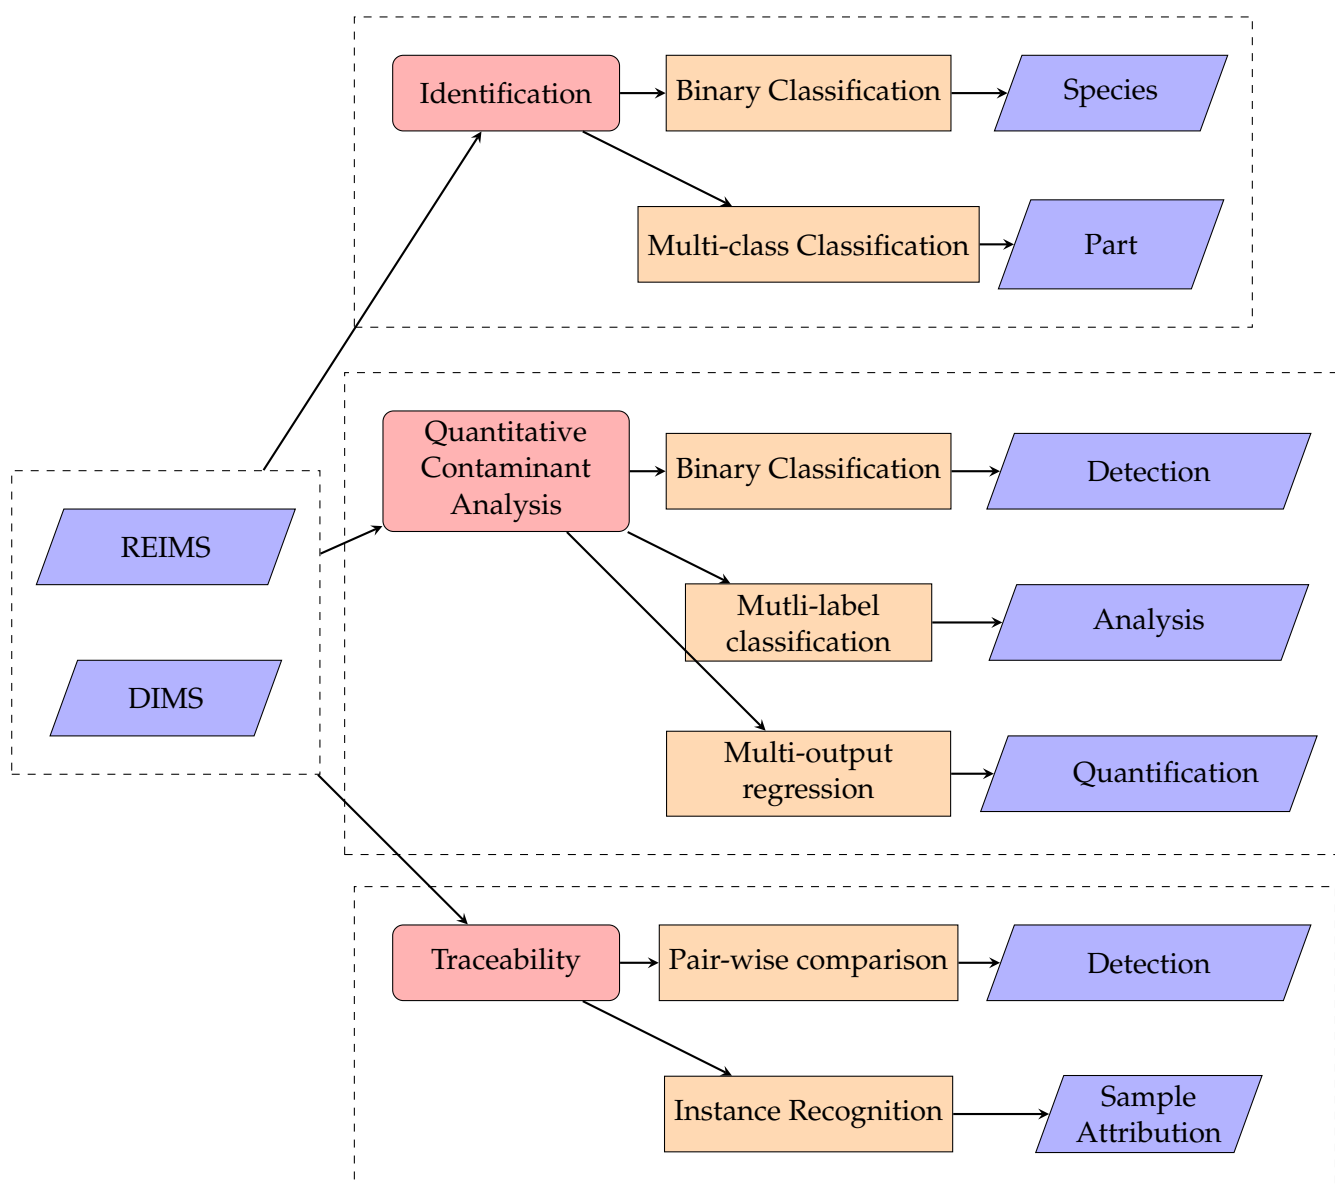 Identification
Binary Classification
Species
Multi-class Classification
Part
REIMS
DIMS
Quantitative
Contaminant
Analysis
Binary Classification
Detection
Mutli-label
classification
Analysis
Multi-output
regression
Quantification
Traceability
Pair-wise comparison
Detection
Instance Recognition
Sample
Attribution